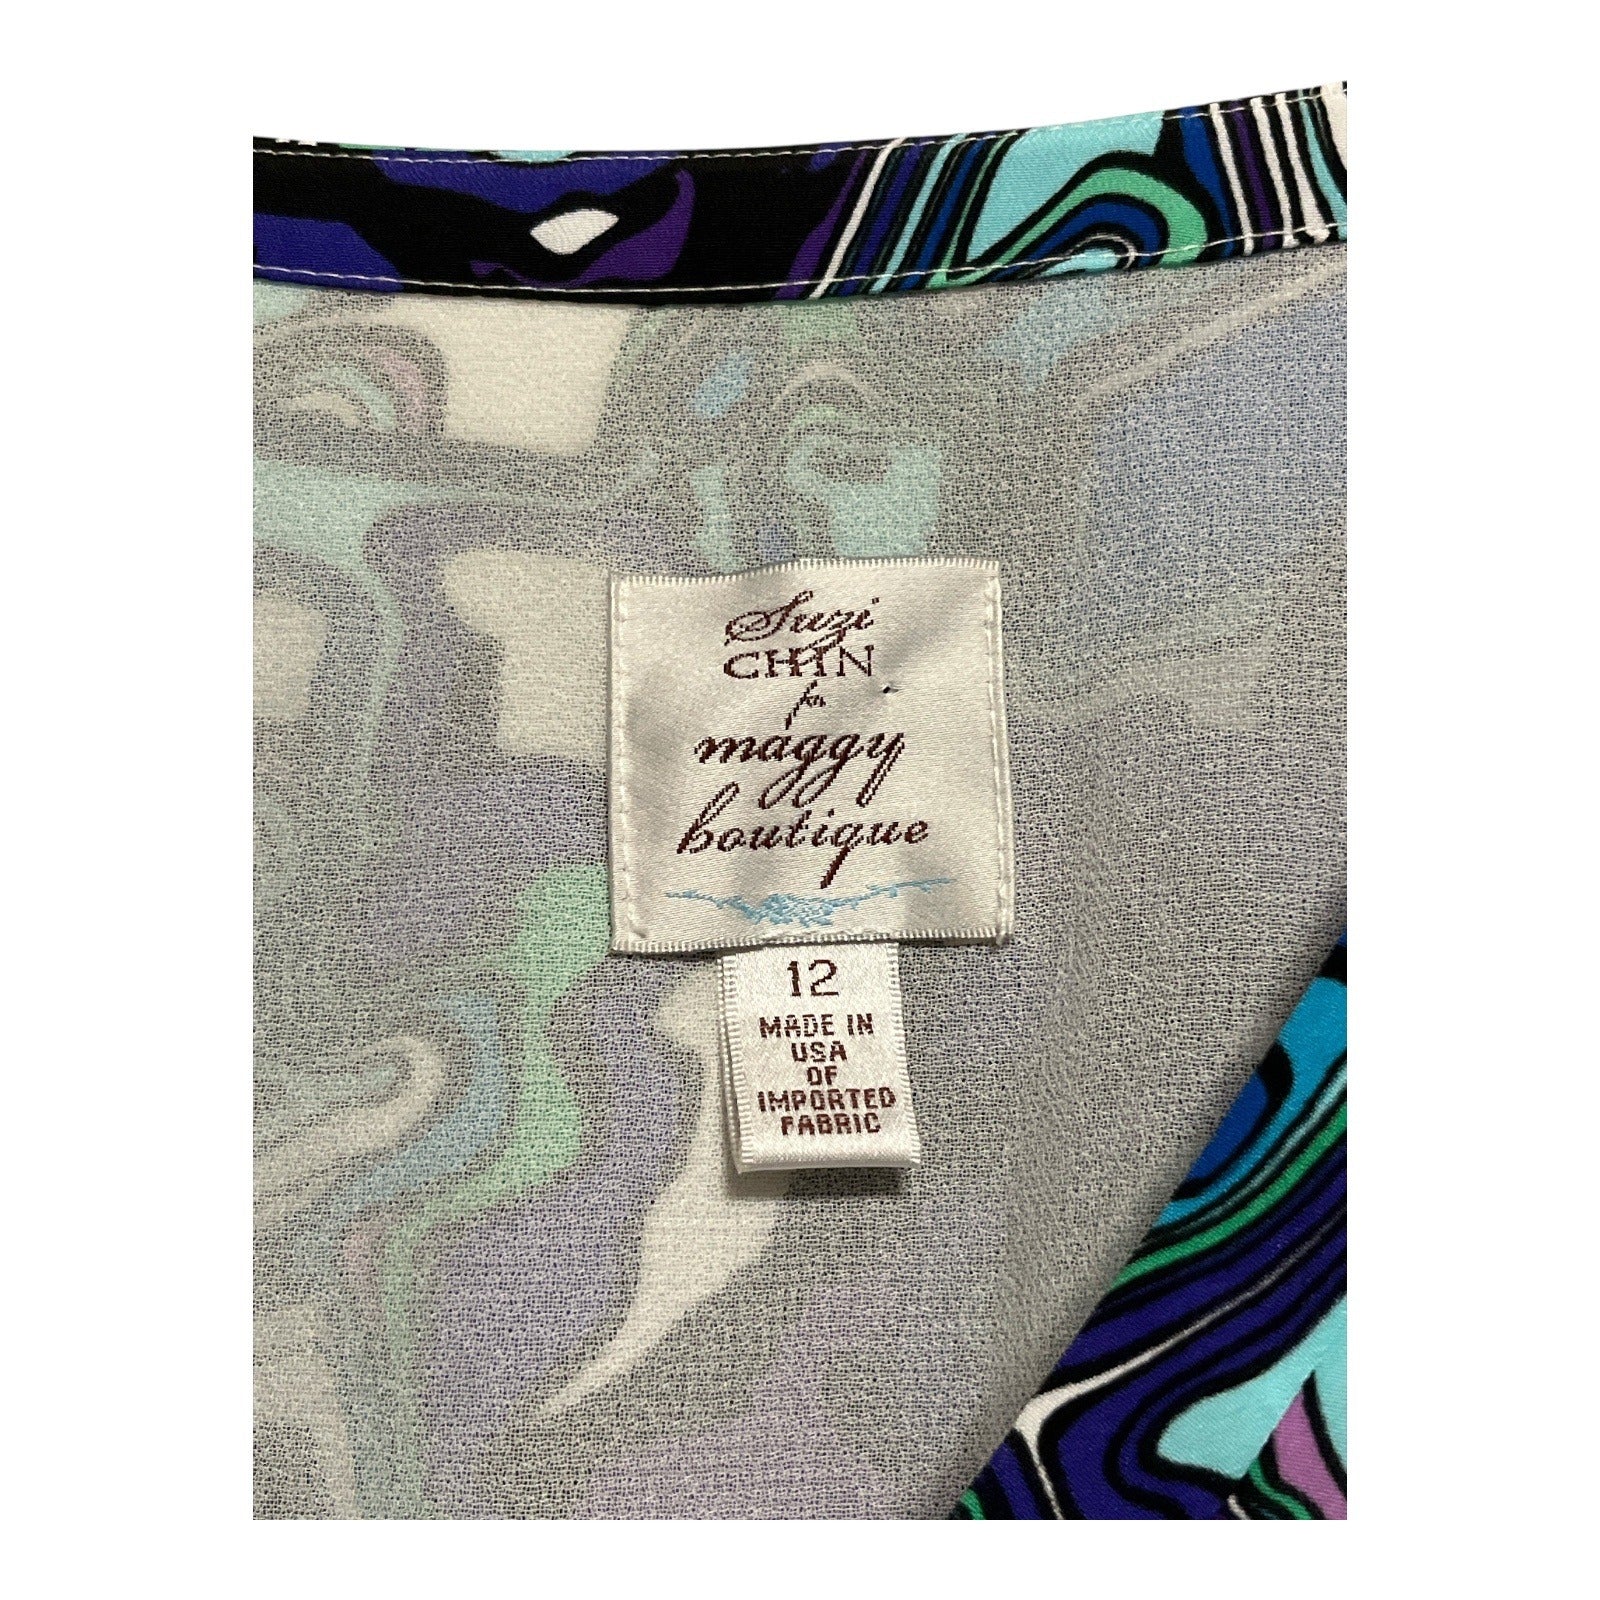 Suzi
CHIN
for
maggy
boutique
12
MADE IN
USA
OF
IMPORTED
FABRIC